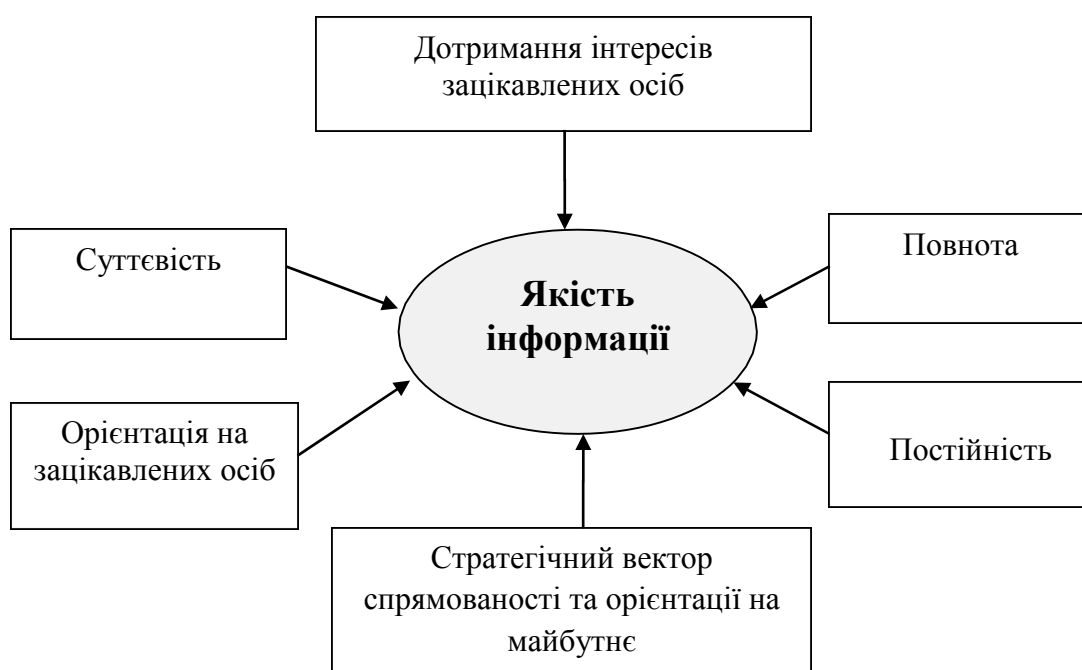 Дотримання інтересів
зацікавлених осіб
Суттєвість
Якість
інформації
Повнота
Орієнтація на
зацікавлених осіб
Постійність
Стратегічний вектор
спрямованості та орієнтації на
майбутнє